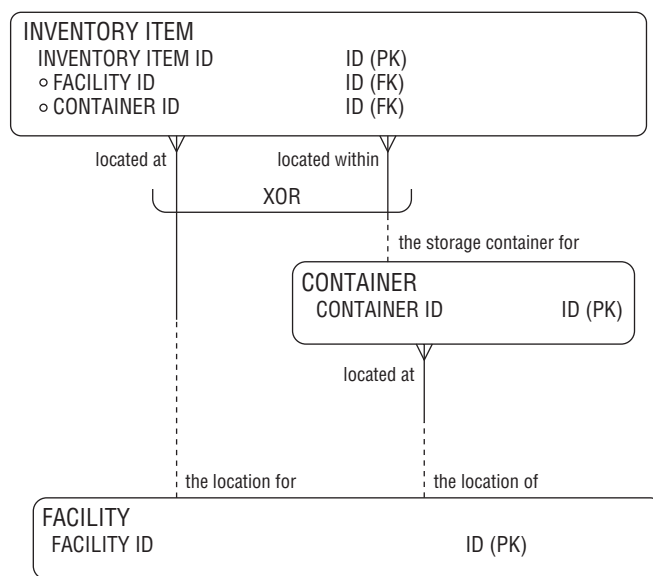 INVENTORY ITEM
INVENTORY ITEM ID ID (PK)
FACILITY ID ID (FK)
CONTAINER ID ID (FK)
located at located within
XOR
the storage container for
CONTAINER
CONTAINER ID ID (PK)
located at
the location for the location of
FACILITY
FACILITY ID ID (PK)